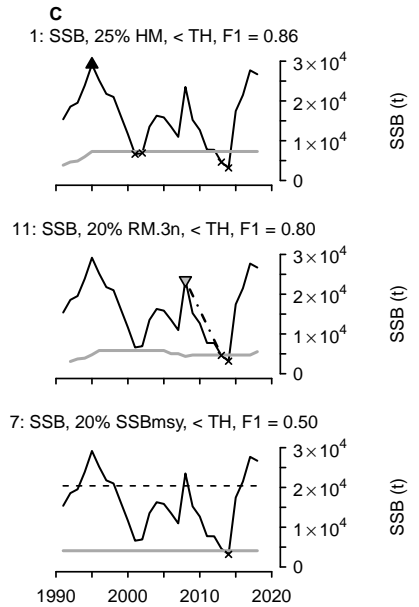 C
1: SSB, 25% HM, < TH, F1 = 0.86
3×10⁴
2×10⁴
1×10⁴
0
SSB (t)
11: SSB, 20% RM.3n, < TH, F1 = 0.80
3×10⁴
2×10⁴
1×10⁴
0
SSB (t)
7: SSB, 20% SSBmsy, < TH, F1 = 0.50
3×10⁴
2×10⁴
1×10⁴
0
SSB (t)
1990 2000 2010 2020